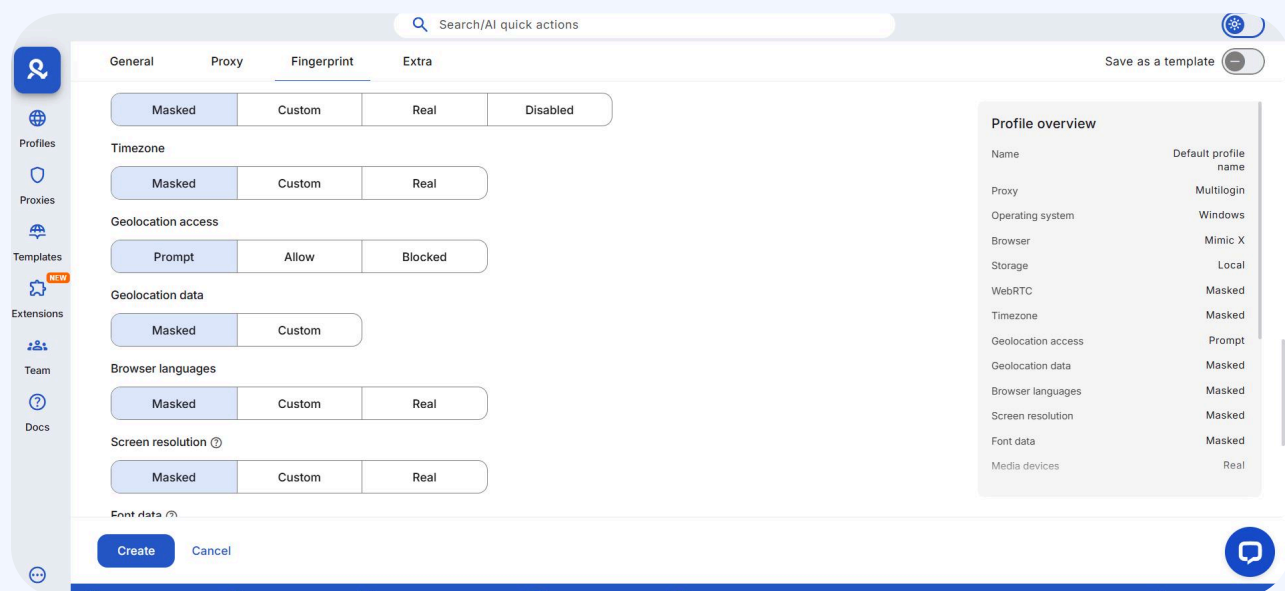 Search/AI quick actions
General Proxy Fingerprint Extra
Save as a template
Profiles
Proxies
Templates
NEW
Extensions
Team
Docs
Masked Custom Real Disabled
Timezone
Masked Custom Real
Geolocation access
Prompt Allow Blocked
Geolocation data
Masked Custom
Browser languages
Masked Custom Real
Screen resolution ?
Masked Custom Real
Font data ?
Create Cancel
Profile overview
Name Default profile
name
Proxy Multilogin
Operating system Windows
Browser Mimic X
Storage Local
WebRTC Masked
Timezone Masked
Geolocation access Prompt
Geolocation data Masked
Browser languages Masked
Screen resolution Masked
Font data Masked
Media devices Real